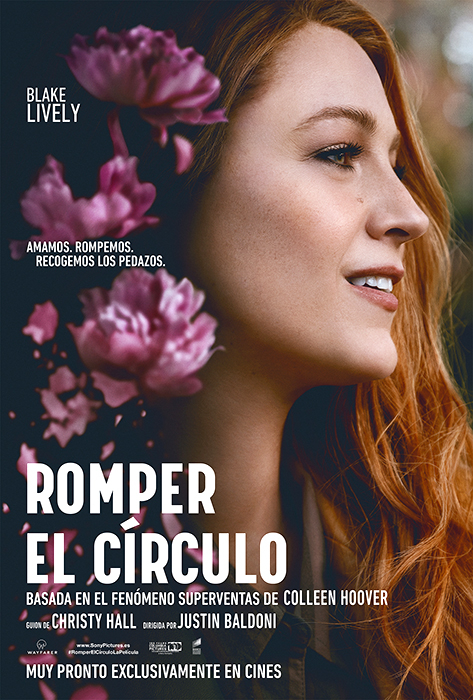 BLAKE
LIVELY
AMAMOS. ROMPEMOS.
RECOGEMOS LOS PEDAZOS.
ROMPER
EL CÍRCULO
BASADA EN EL FENÓMENO SUPERVENTAS DE COLLEEN HOOVER
GUION DE CHRISTY HALL DIRIGIDA POR JUSTIN BALDONI
WAYFARER
www.SonyPictures.es
#RomperElCírculoLaPelícula
MUY PRONTO EXCLUSIVAMENTE EN CINES